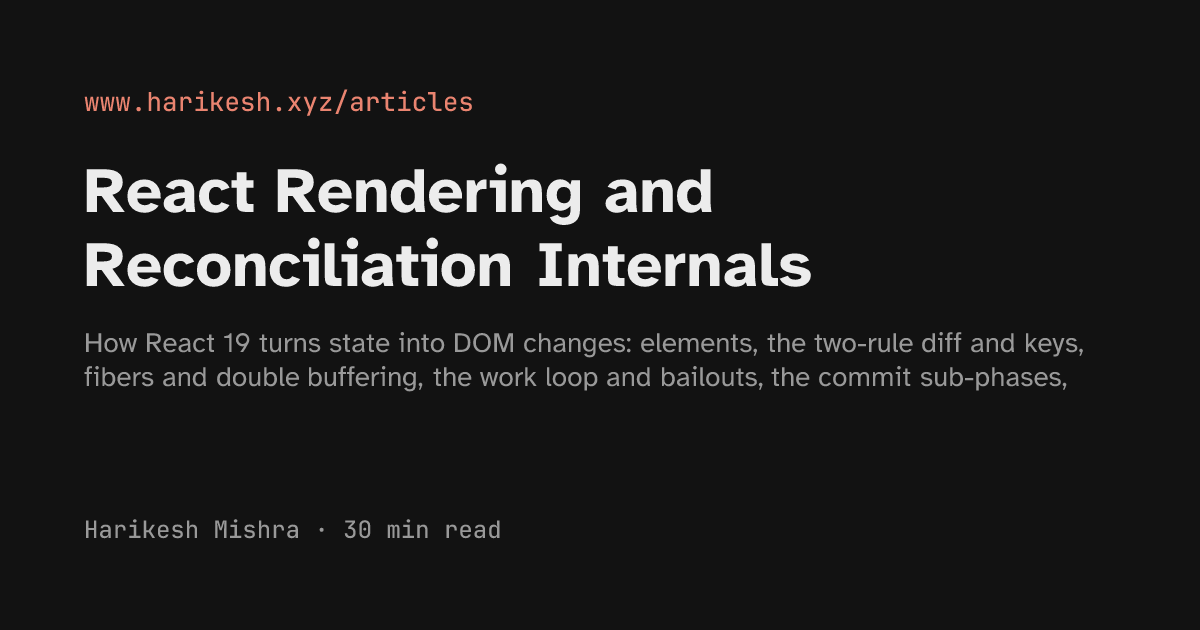 www.harikesh.xyz/articles
React Rendering and
Reconciliation Internals
How React 19 turns state into DOM changes: elements, the two-rule diff and keys,
fibers and double buffering, the work loop and bailouts, the commit sub-phases,
Harikesh Mishra · 30 min read